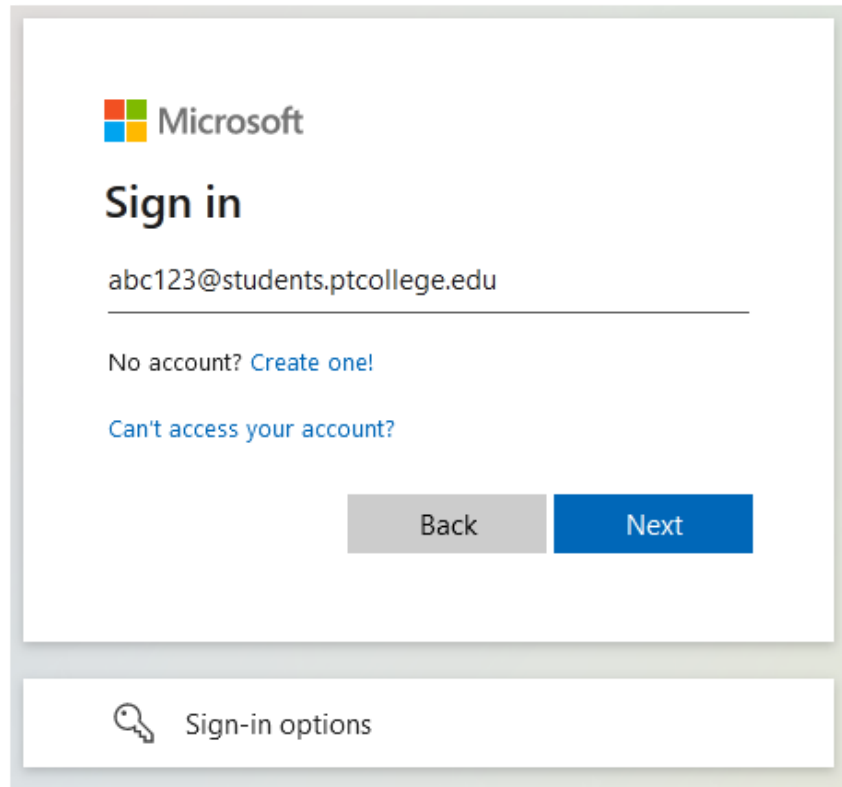 Microsoft
Sign in
abc123@students.ptcollege.edu
No account? Create one!
Can't access your account?
Back Next
Sign-in options